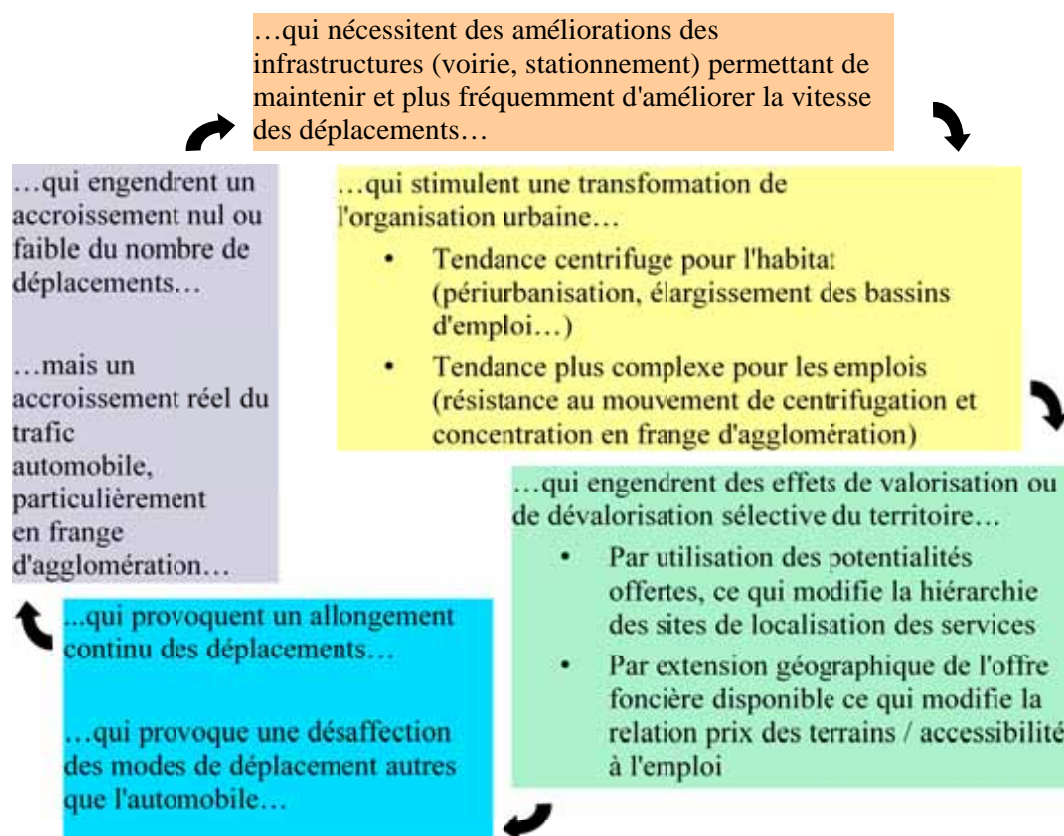 …qui nécessitent des améliorations des
infrastructures (voirie, stationnement) permettant de
maintenir et plus fréquemment d'améliorer la vitesse
des déplacements…
…qui stimulent une transformation de
l'organisation urbaine…
• Tendance centrifuge pour l'habitat
(périurbanisation, élargissement des bassins
d'emploi…)
• Tendance plus complexe pour les emplois
(résistance au mouvement de centrifugation et
concentration en frange d'agglomération)
…qui engendrent des effets de valorisation ou
de dévalorisation sélective du territoire…
• Par utilisation des potentialités
offertes, ce qui modifie la hiérarchie
des sites de localisation des services
• Par extension géographique de l'offre
foncière disponible ce qui modifie la
relation prix des terrains / accessibilité
à l'emploi
...qui provoquent un allongement
continu des déplacements…
…qui provoque une désaffection
des modes de déplacement autres
que l'automobile…
…qui engendrent un
accroissement nul ou
faible du nombre de
déplacements…
…mais un
accroissement réel du
trafic
automobile,
particulièrement
en frange
d'agglomération…